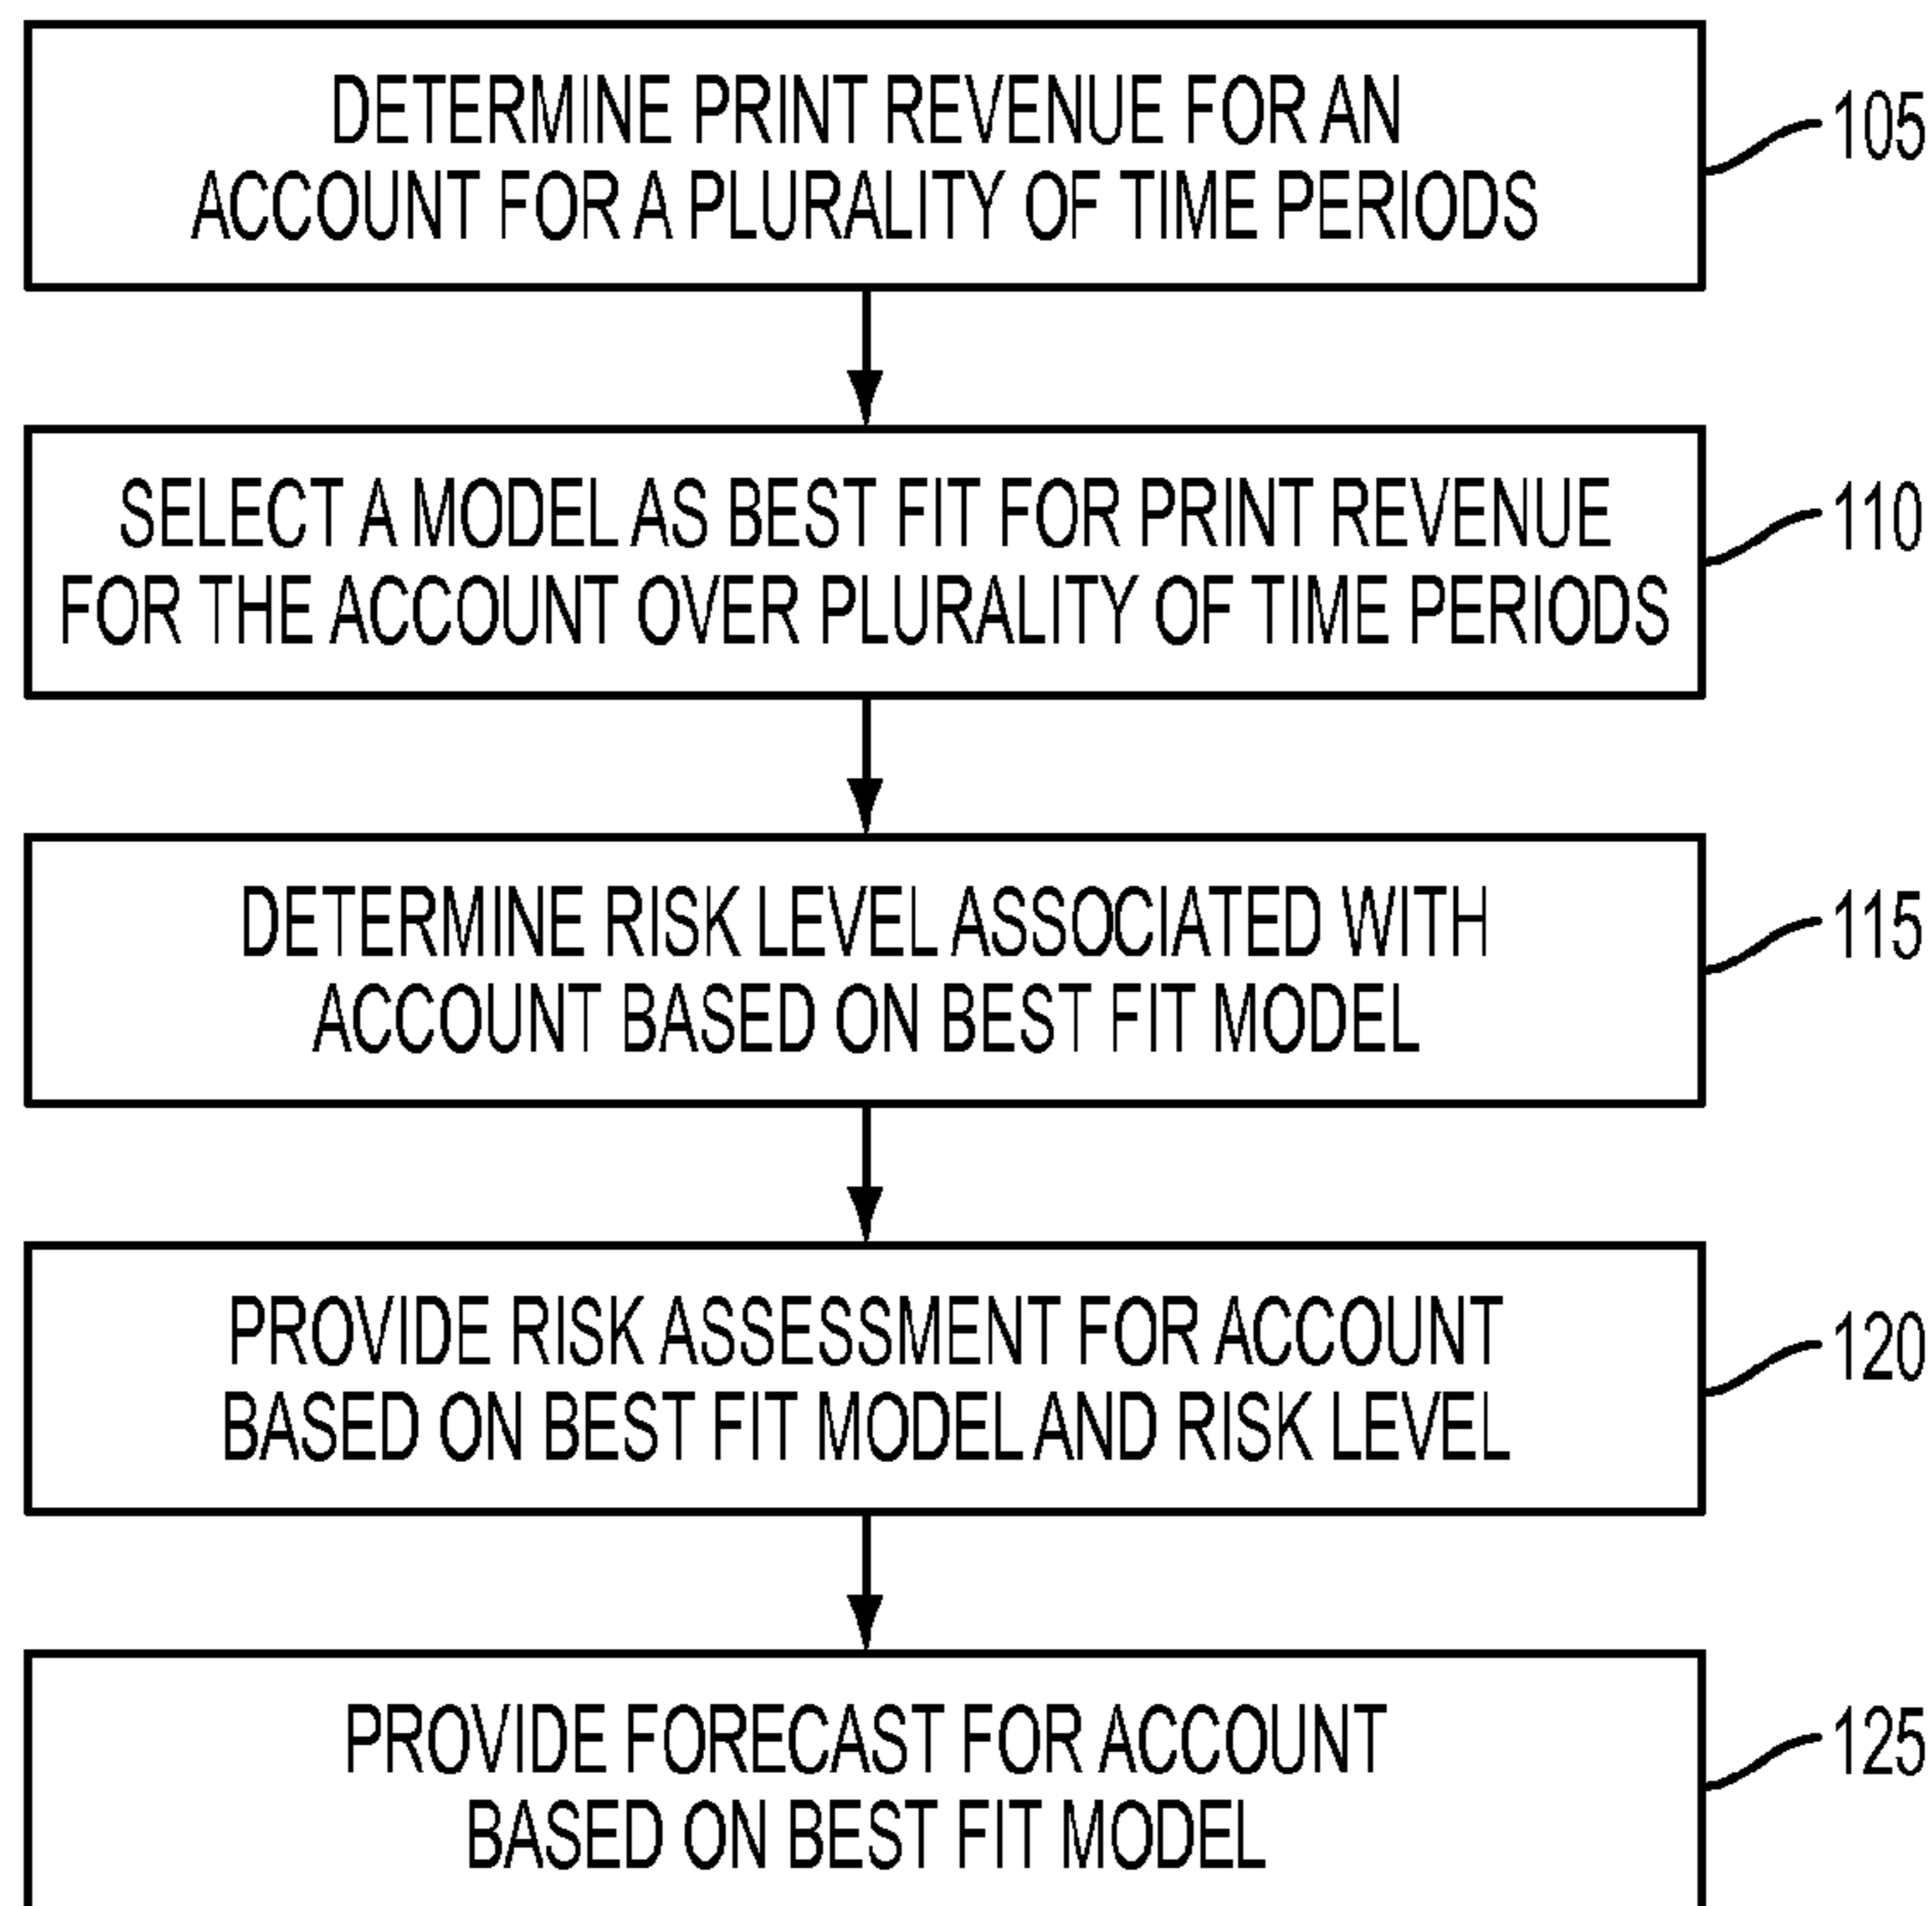 DETERMINE PRINT REVENUE FOR AN
ACCOUNT FOR A PLURALITY OF TIME PERIODS
105
SELECT A MODEL AS BEST FIT FOR PRINT REVENUE
FOR THE ACCOUNT OVER PLURALITY OF TIME PERIODS
110
DETERMINE RISK LEVEL ASSOCIATED WITH
ACCOUNT BASED ON BEST FIT MODEL
115
PROVIDE RISK ASSESSMENT FOR ACCOUNT
BASED ON BEST FIT MODEL AND RISK LEVEL
120
PROVIDE FORECAST FOR ACCOUNT
BASED ON BEST FIT MODEL
125